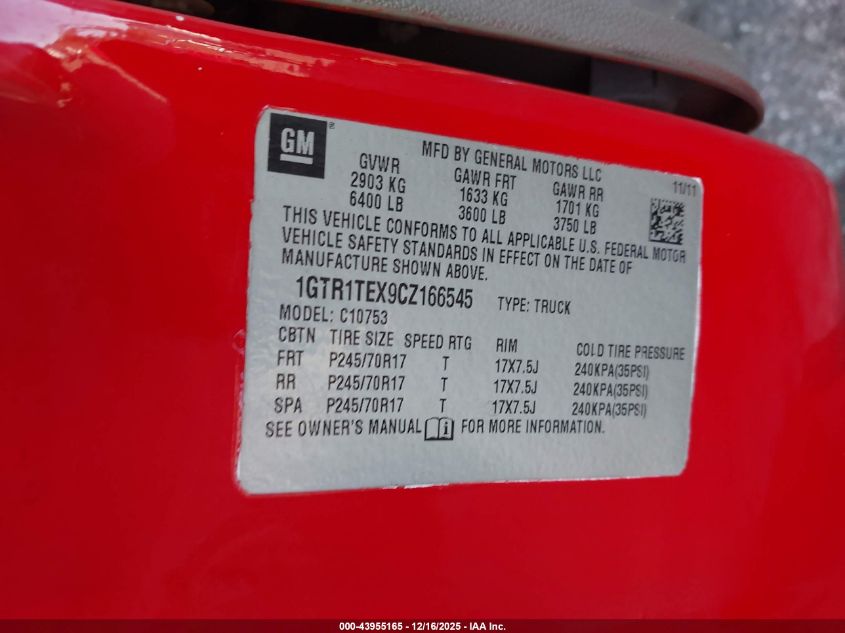 GM
MFD BY GENERAL MOTORS LLC
GVWR GAWR FRT GAWR RR 11/11
2903 KG 1633 KG 1701 KG
6400 LB 3600 LB 3750 LB
THIS VEHICLE CONFORMS TO ALL APPLICABLE U.S. FEDERAL MOTOR
VEHICLE SAFETY STANDARDS IN EFFECT ON THE DATE OF
MANUFACTURE SHOWN ABOVE.
1GTR1TEX9CZ166545 TYPE: TRUCK
MODEL: C10753
CBTN TIRE SIZE SPEED RTG RIM COLD TIRE PRESSURE
FRT P245/70R17 T 17X7.5J 240KPA(35PSI)
RR P245/70R17 T 17X7.5J 240KPA(35PSI)
SPA P245/70R17 T 17X7.5J 240KPA(35PSI)
SEE OWNER'S MANUAL FOR MORE INFORMATION.
000-43955165 - 12/16/2025 - IAA Inc.